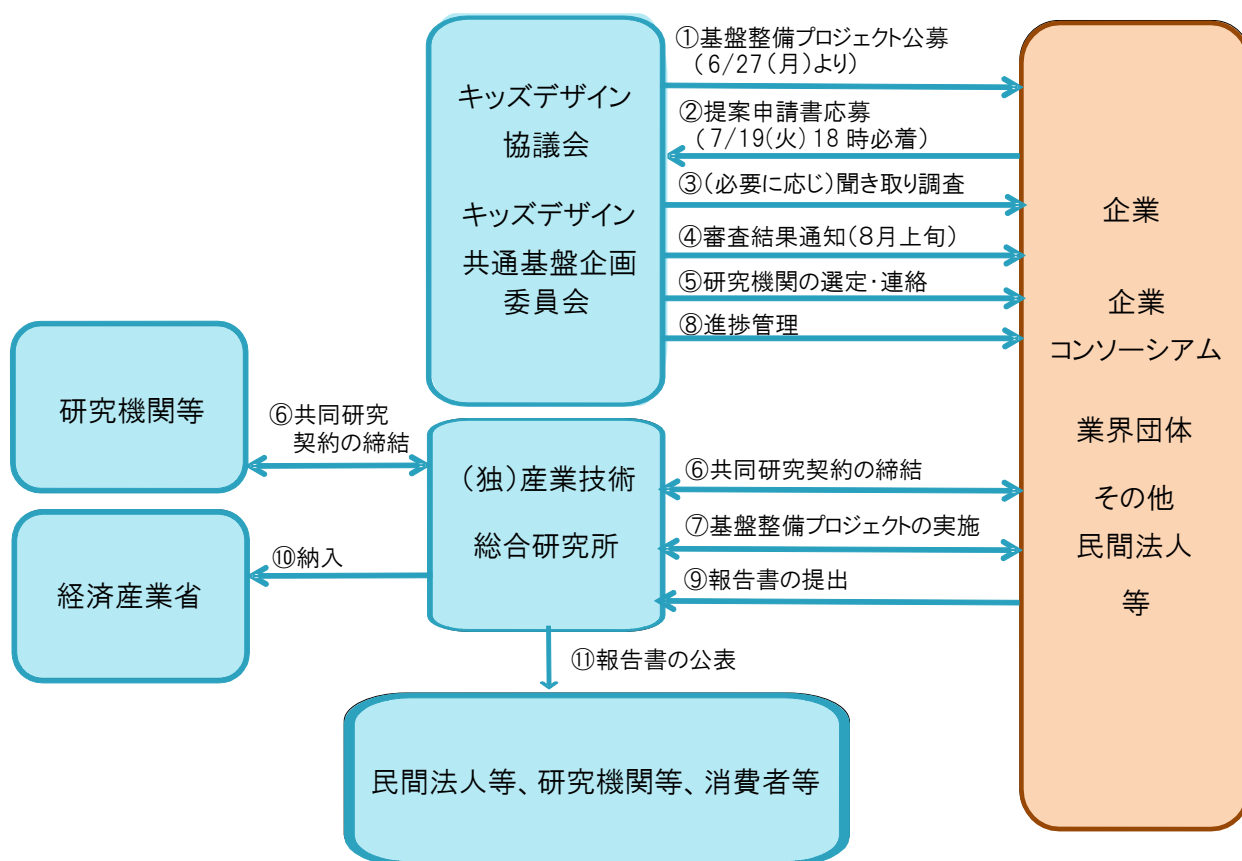 キッズデザイン
協議会
キッズデザイン
共通基盤企画
委員会
①基盤整備プロジェクト公募
(6/27(月)より)
②提案申請書応募
(7/19(火)18時必着)
③(必要に応じ)聞き取り調査
④審査結果通知(8月上旬)
⑤研究機関の選定・連絡
⑧進捗管理
企業
企業
コンソーシアム
業界団体
その他
民間法人
等
研究機関等
⑥共同研究
契約の締結
(独)産業技術
総合研究所
⑥共同研究契約の締結
⑦基盤整備プロジェクトの実施
⑨報告書の提出
経済産業省
⑩納入
⑪報告書の公表
民間法人等、研究機関等、消費者等